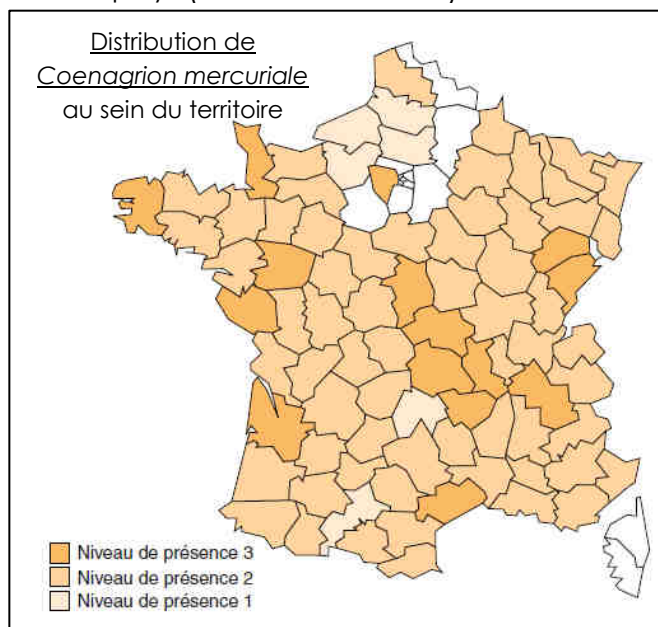 Distribution de
Coenagrion mercuriale
au sein du territoire
Niveau de présence 3
Niveau de présence 2
Niveau de présence 1